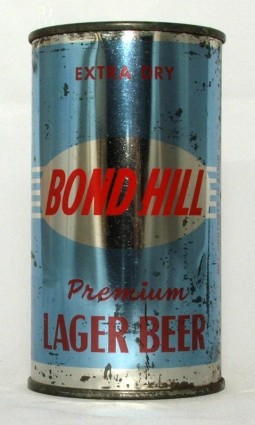 EXTRA DRY
BOND HILL
Premium
LAGER BEER